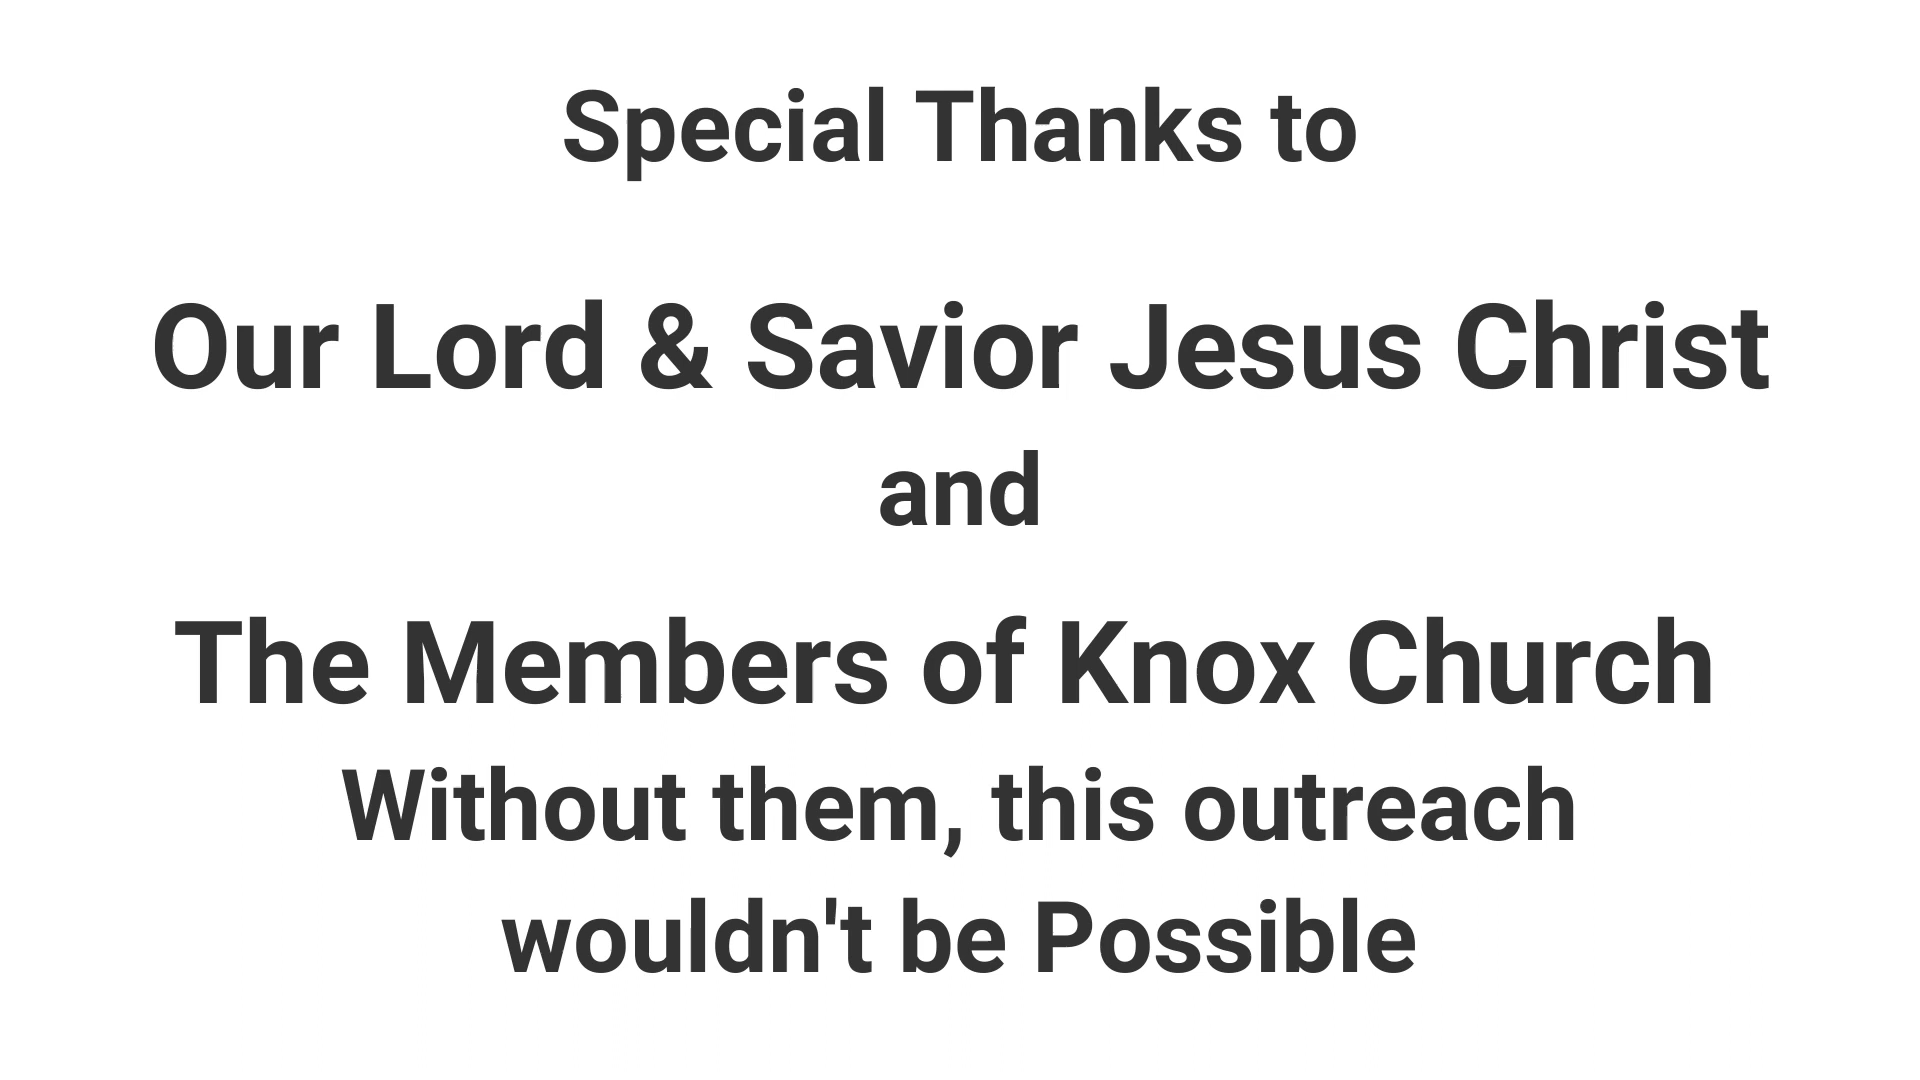 Special Thanks to
Our Lord & Savior Jesus Christ
and
The Members of Knox Church
Without them, this outreach
wouldn't be Possible